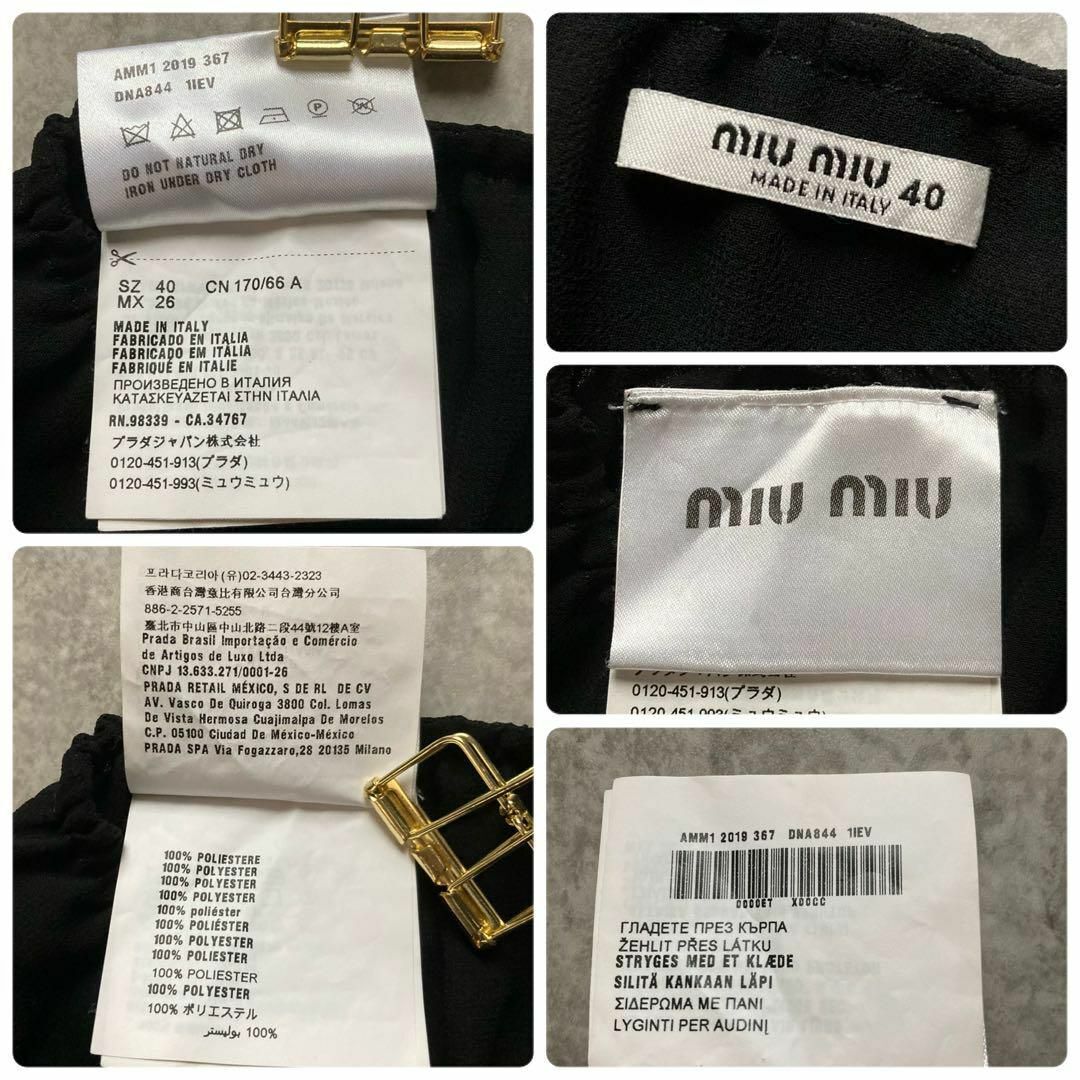 AMM1 2019 367
DNA844 1IEV
DO NOT NATURAL DRY
IRON UNDER DRY CLOTH
SZ 40 CN 170/66 A
MX 26
MADE IN ITALY
FABRICADO EN ITALIA
FABRICADO EM ITÁLIA
FABRIQUÉ EN ITALIE
ПРОИЗВЕДЕНО В ИТАЛИЯ
ΚΑΤΑΣΚΕΥΑΖΕΤΑΙ ΣΤΗΝ ΙΤΑΛΙΑ
RN.98339 - CA.34767
プラダジャパン株式会社
0120-451-913(プラダ)
0120-451-993(ミュウミュウ)
miu miu 40
MADE IN ITALY
miu miu
0120-451-913(プラダ)
0120-451-993(ミュウミュウ)
프라다코리아(유)02-3443-2323
香港商台灣意比有限公司台灣分公司
886-2-2571-5255
臺北市中山區中山北路二段44號12樓A室
Prada Brasil Importação e Comércio
de Artigos de Luxo Ltda
CNPJ 13.633.271/0001-26
PRADA RETAIL MÉXICO, S DE RL DE CV
AV. Vasco De Quiroga 3800 Col. Lomas
De Vista Hermosa Cuajimalpa De Morelos
C.P. 05100 Ciudad De México-México
PRADA SPA Via Fogazzaro,28 20135 Milano
100% POLIESTERE
100% POLYESTER
100% POLYESTER
100% POLYESTER
100% poliéster
100% POLIÉSTER
100% POLYESTER
100% POLYESTER
100% POLIESTER
100% POLYESTER
100% ポリエステル
100% بوليستر
AMM1 2019 367 DNA844 1IEV
0000ET X00CC
ГЛАДЕТЕ ПРЕЗ КЪРПА
ŽEHLIT PŘES LÁTKU
STRYGES MED ET KLÆDE
SILITÄ KANKAAN LÄPI
ΣΙΔΕΡΩΜΑ ΜΕ ΠΑΝΙ
LYGINTI PER AUDINĮ